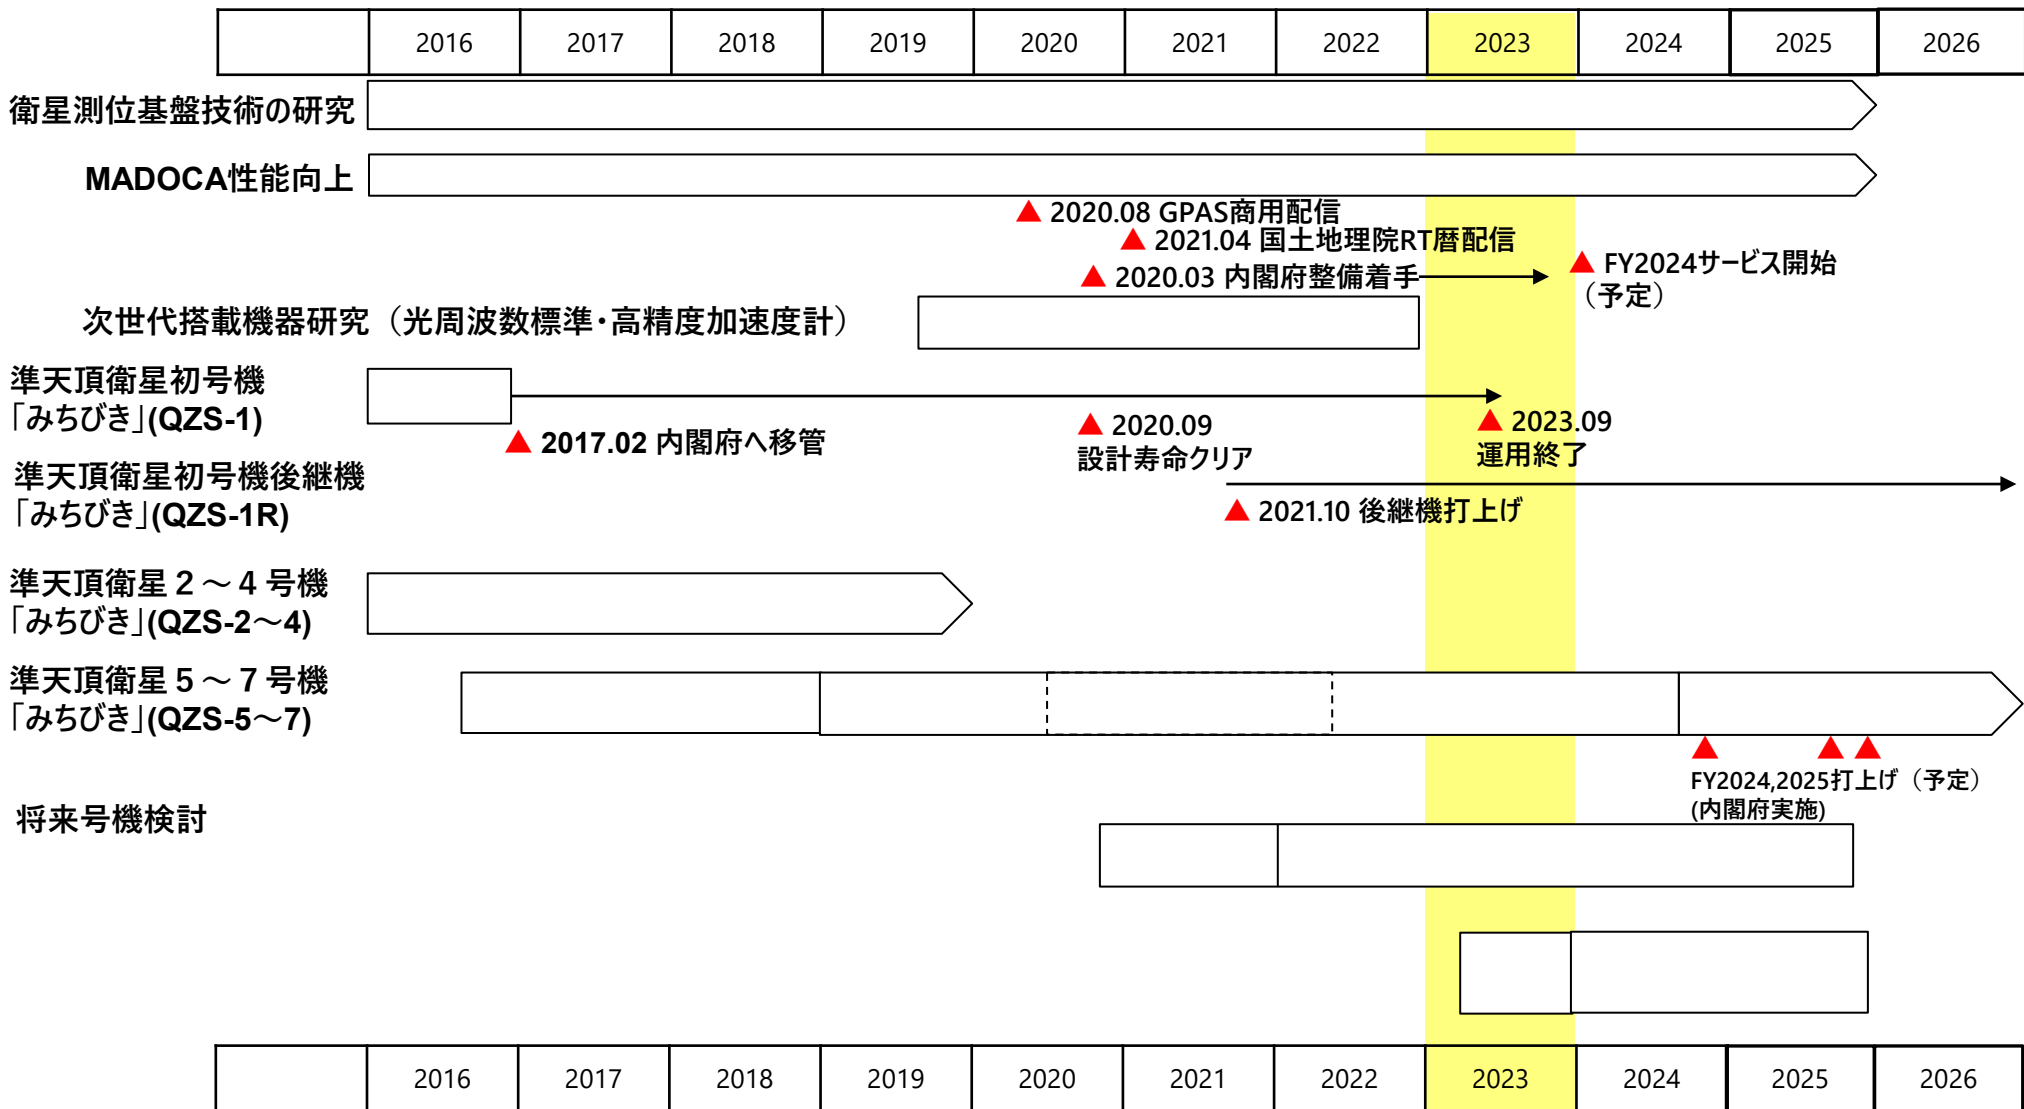 2016 2017 2018 2019 2020 2021 2022 2023 2024 2025 2026
衛星測位基盤技術の研究
MADOCA性能向上
▲ 2020.08 GPAS商用配信
▲ 2021.04 国土地理院RT暦配信
▲ 2020.03 内閣府整備着手
▲ FY2024サービス開始
（予定）
次世代搭載機器研究（光周波数標準・高精度加速度計）
準天頂衛星初号機
「みちびき」(QZS-1)
▲ 2017.02 内閣府へ移管
▲ 2020.09
設計寿命クリア
▲ 2023.09
運用終了
準天頂衛星初号機後継機
「みちびき」(QZS-1R)
▲ 2021.10 後継機打上げ
準天頂衛星２～４号機
「みちびき」(QZS-2～4)
準天頂衛星５～７号機
「みちびき」(QZS-5～7)
FY2024,2025打上げ（予定）
(内閣府実施)
将来号機検討
2016 2017 2018 2019 2020 2021 2022 2023 2024 2025 2026